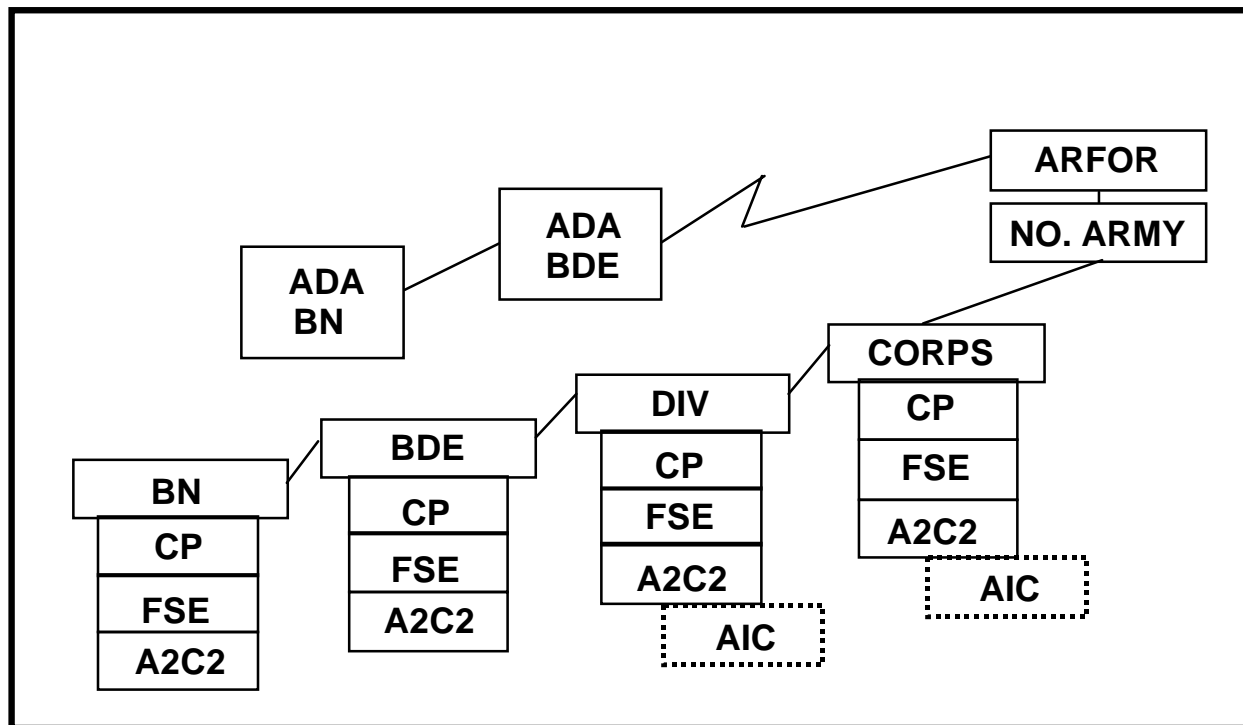 ARFOR
NO. ARMY
ADA
BDE
ADA
BN
CORPS
CP
FSE
A2C2
AIC
DIV
CP
FSE
A2C2
AIC
BDE
CP
FSE
A2C2
BN
CP
FSE
A2C2